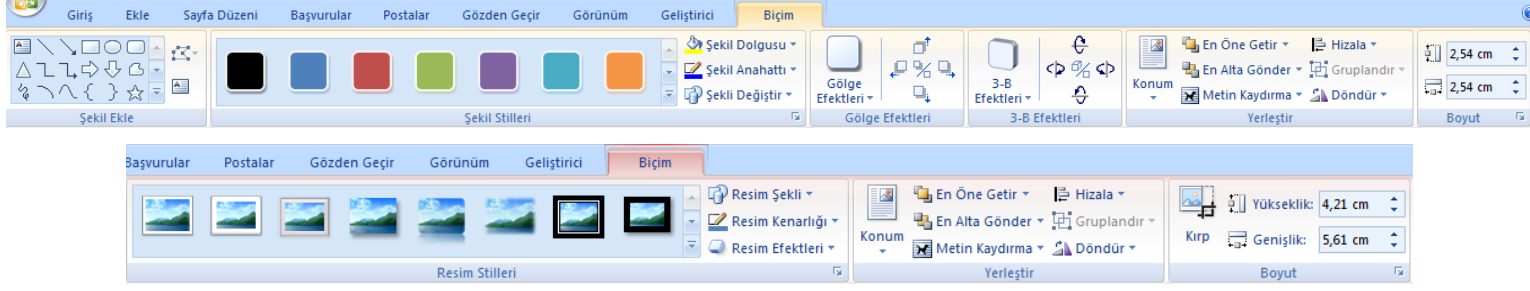 Giriş Ekle Sayfa Düzeni Başvurular Postalar Gözden Geçir Görünüm Geliştirici Biçim
Şekil Dolgusu
Şekil Anahattı
Şekli Değiştir
Gölge
Efektleri
3-B
Efektleri
Konum
En Öne Getir Hizala
En Alta Gönder Gruplandır
Metin Kaydırma Döndür
2,54 cm
2,54 cm
Şekil Ekle Şekil Stilleri Gölge Efektleri 3-B Efektleri Yerleştir Boyut
Başvurular Postalar Gözden Geçir Görünüm Geliştirici Biçim
Resim Şekli
Resim Kenarlığı
Resim Efektleri
Konum
En Öne Getir Hizala
En Alta Gönder Gruplandır
Metin Kaydırma Döndür
Kırp
Yükseklik: 4,21 cm
Genişlik: 5,61 cm
Resim Stilleri Yerleştir Boyut